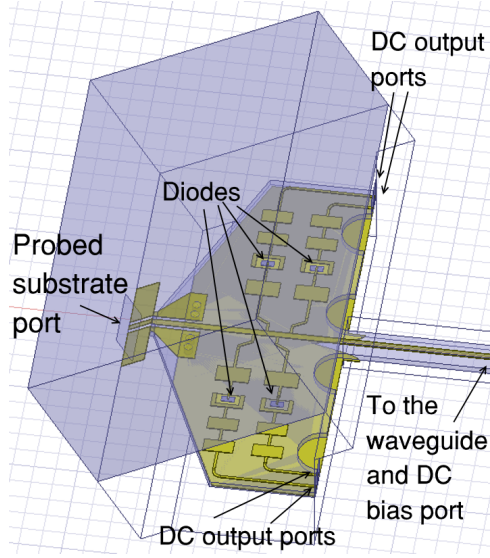 DC output
ports
Diodes
Probed
substrate
port
To the
waveguide
and DC
bias port
DC output ports